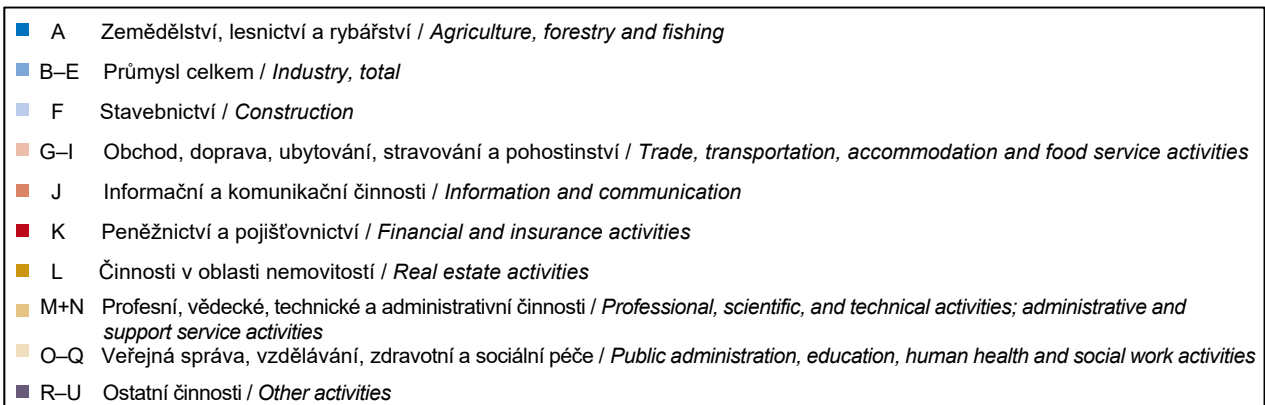 A Zemědělství, lesnictví a rybářství / Agriculture, forestry and fishing
B–E Průmysl celkem / Industry, total
F Stavebnictví / Construction
G–I Obchod, doprava, ubytování, stravování a pohostinství / Trade, transportation, accommodation and food service activities
J Informační a komunikační činnosti / Information and communication
K Peněžnictví a pojišťovnictví / Financial and insurance activities
L Činnosti v oblasti nemovitostí / Real estate activities
M+N Profesní, vědecké, technické a administrativní činnosti / Professional, scientific, and technical activities; administrative and
support service activities
O–Q Veřejná správa, vzdělávání, zdravotní a sociální péče / Public administration, education, human health and social work activities
R–U Ostatní činnosti / Other activities